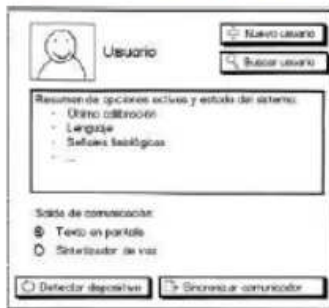 Usuario
Nuevo usuario
Buscar usuario
Resumen de opciones activas y estado del sistema:
- Última calibración
- Lenguaje
- Señales fisiológicas
- ...
Salida de comunicación:
Texto en pantalla
Sintetizador de voz
Detectar dispositivo
Sincronizar comunicador